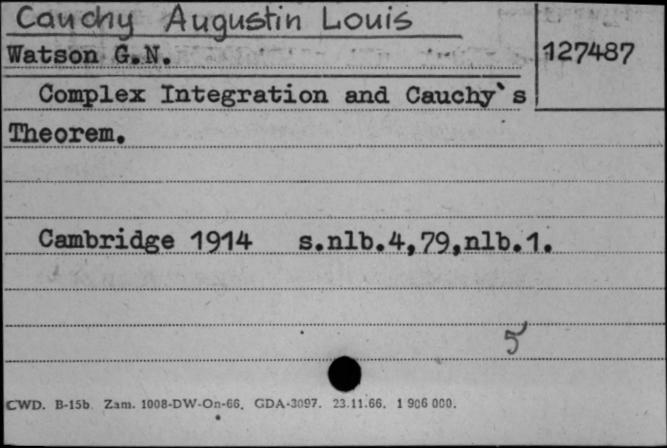 Cauchy Augustin Louis
Watson G.N.
127487
Complex Integration and Cauchy`s
Theorem.
Cambridge 1914 s.nlb.4,79,nlb.1.
5
CWD. B-15b Zam. 1008-DW-On-66. GDA-3097. 23.11.66. 1 906 000.